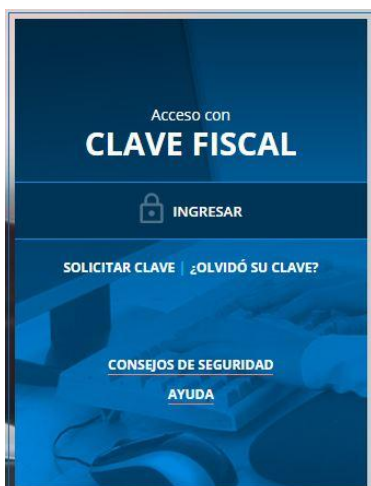 Acceso con
CLAVE FISCAL
INGRESAR
SOLICITAR CLAVE | ¿OLVIDÓ SU CLAVE?
CONSEJOS DE SEGURIDAD
AYUDA